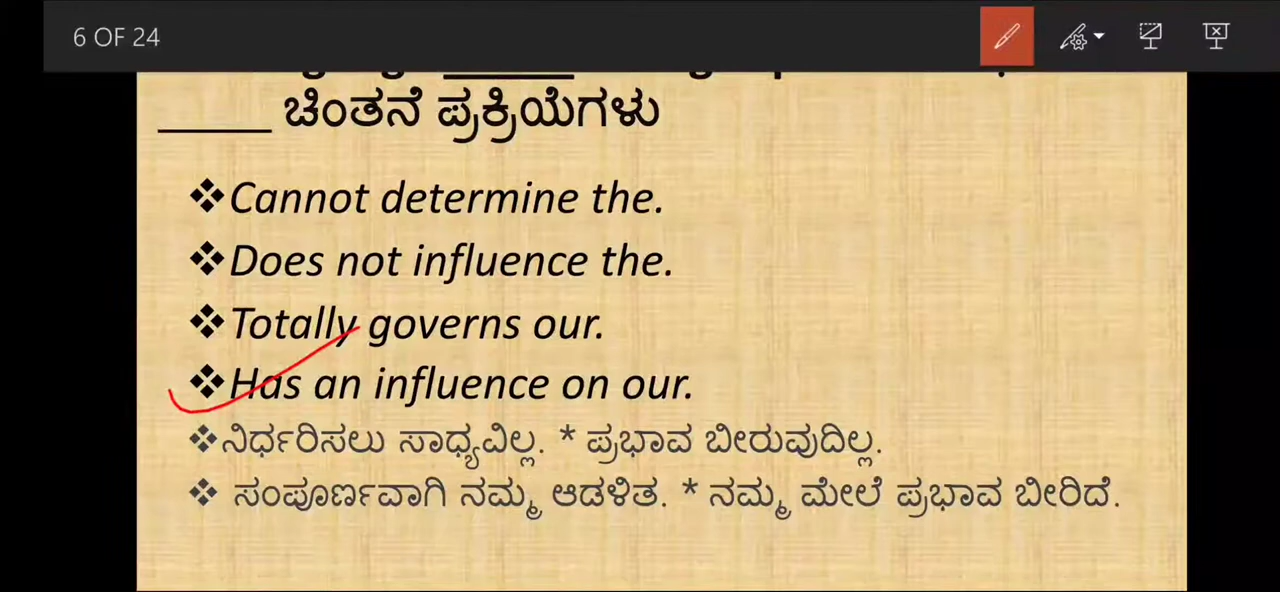 6 OF 24
_____ ಚಿಂತನೆ ಪ್ರಕ್ರಿಯೆಗಳು
❖Cannot determine the.
❖Does not influence the.
❖Totally governs our.
❖Has an influence on our.
❖ನಿರ್ಧರಿಸಲು ಸಾಧ್ಯವಿಲ್ಲ. * ಪ್ರಭಾವ ಬೀರುವುದಿಲ್ಲ.
❖ ಸಂಪೂರ್ಣವಾಗಿ ನಮ್ಮ ಆಡಳಿತ. * ನಮ್ಮ ಮೇಲೆ ಪ್ರಭಾವ ಬೀರಿದೆ.